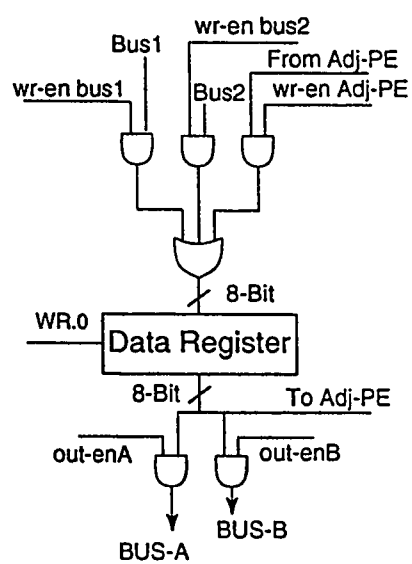 wr-en bus2
Bus1
From Adj-PE
wr-en bus1
Bus2
wr-en Adj-PE
8-Bit
WR.0
Data Register
8-Bit
To Adj-PE
out-enA
out-enB
BUS-B
BUS-A